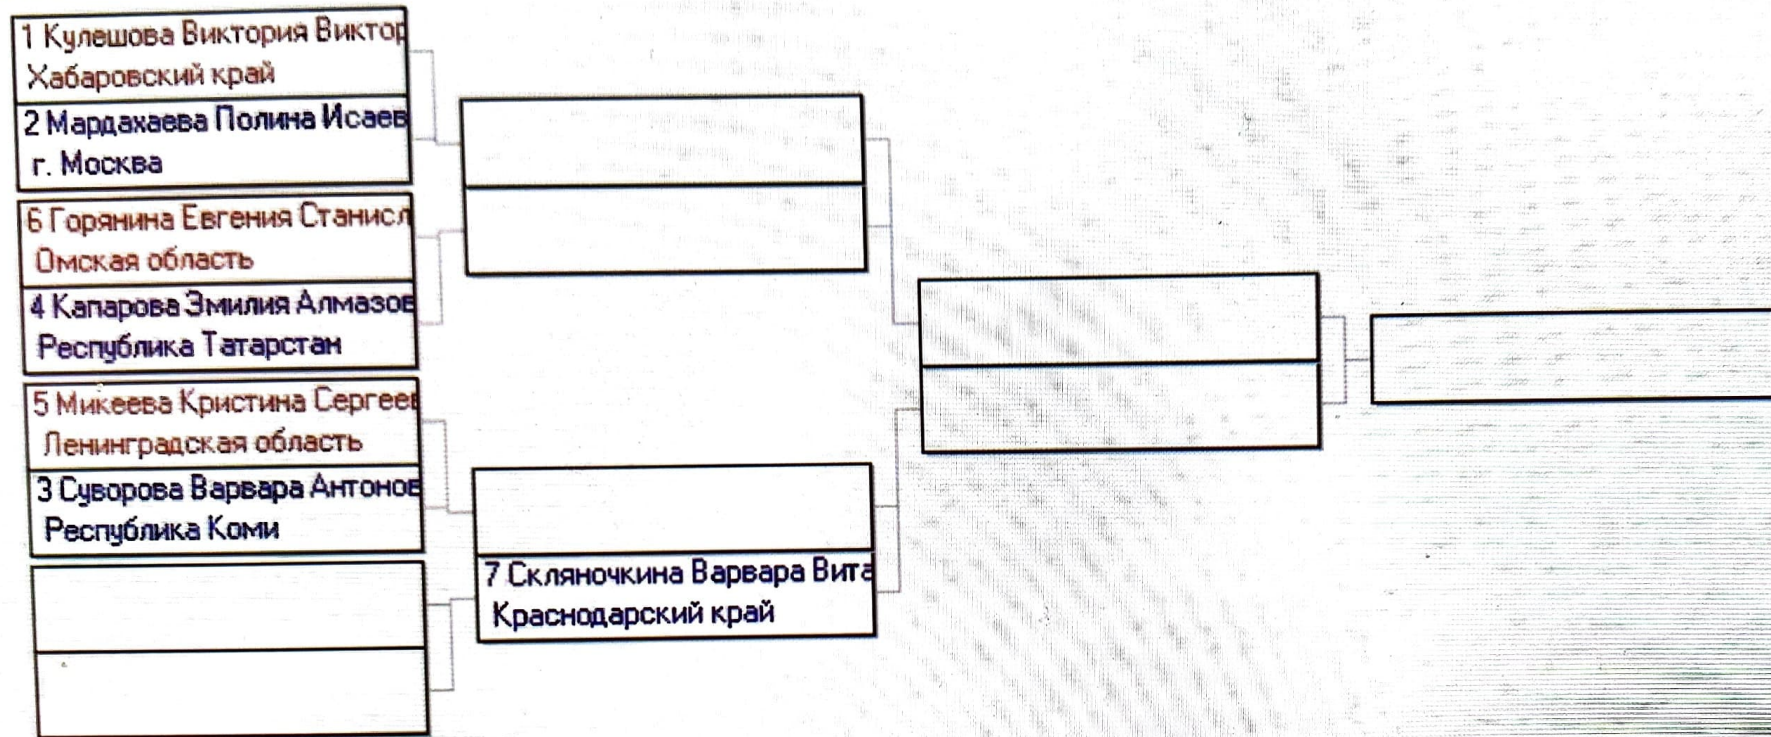 1 Кулешова Виктория Виктор
Хабаровский край
2 Мардахаева Полина Исаев
г. Москва
6 Горянина Евгения Станисл
Омская область
4 Капарова Эмилия Алмазов
Республика Татарстан
5 Микеева Кристина Сергеев
Ленинградская область
3 Суворова Варвара Антонов
Республика Коми
7 Скляночкина Варвара Вита
Краснодарский край